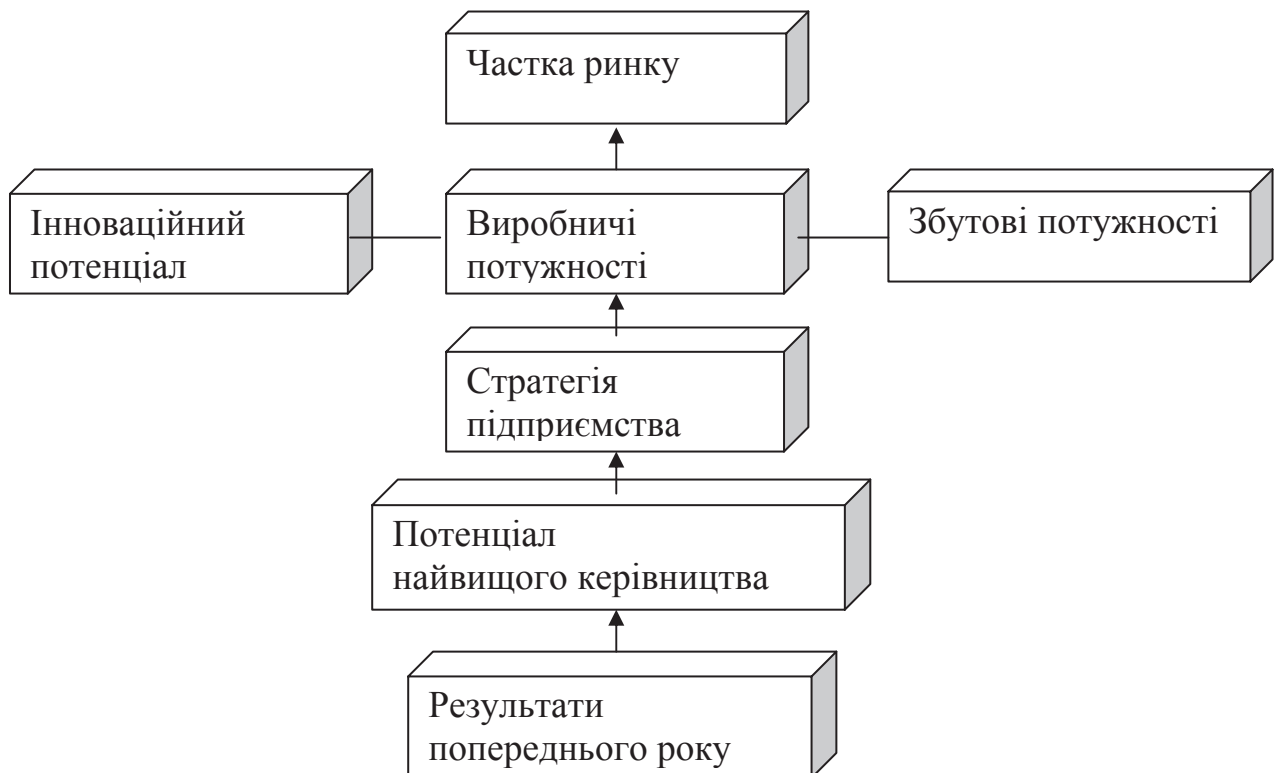 Частка ринку
Інноваційний
потенціал
Виробничі
потужності
Збутові потужності
Стратегія
підприємства
Потенціал
найвищого керівництва
Результати
попереднього року